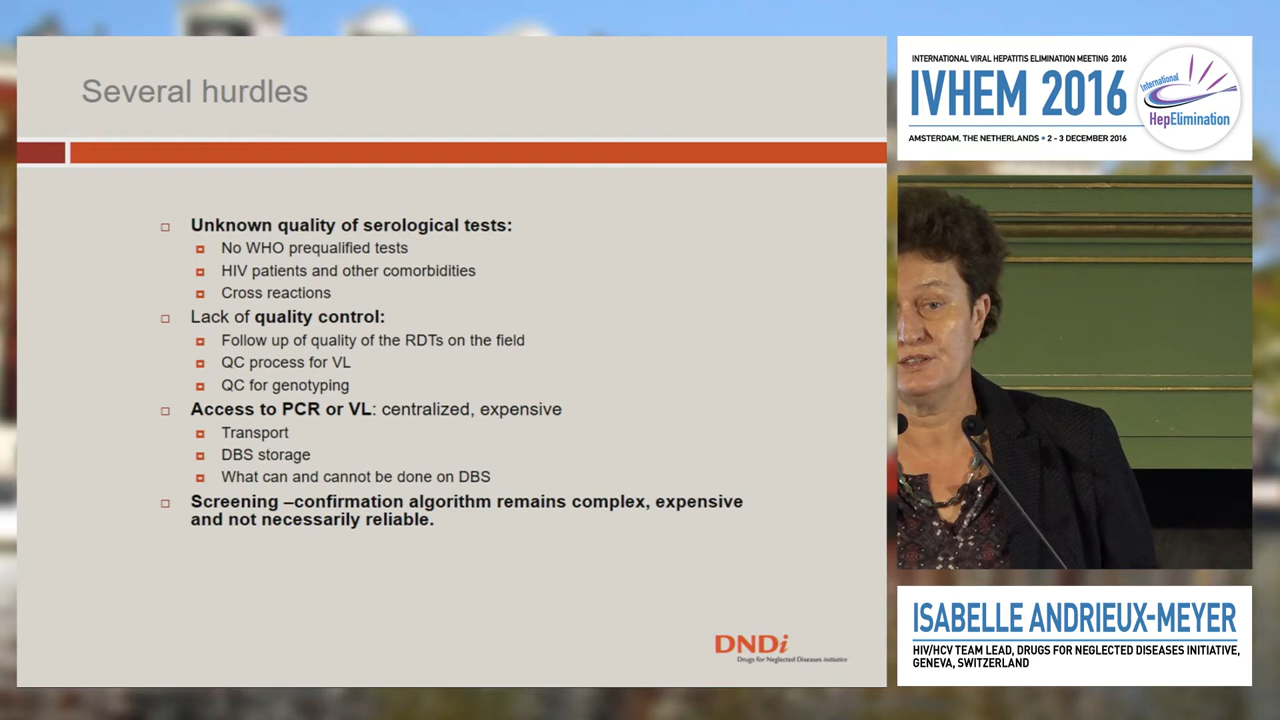 Several hurdles
Unknown quality of serological tests:
No WHO prequalified tests
HIV patients and other comorbidities
Cross reactions
Lack of quality control:
Follow up of quality of the RDTs on the field
QC process for VL
QC for genotyping
Access to PCR or VL: centralized, expensive
Transport
DBS storage
What can and cannot be done on DBS
Screening –confirmation algorithm remains complex, expensive
and not necessarily reliable.
DNDi
Drugs for Neglected Diseases initiative
INTERNATIONAL VIRAL HEPATITIS ELIMINATION MEETING 2016
IVHEM 2016
AMSTERDAM, THE NETHERLANDS • 2 - 3 DECEMBER 2016
International
HepElimination
ISABELLE ANDRIEUX-MEYER
HIV/HCV TEAM LEAD, DRUGS FOR NEGLECTED DISEASES INITIATIVE,
GENEVA, SWITZERLAND